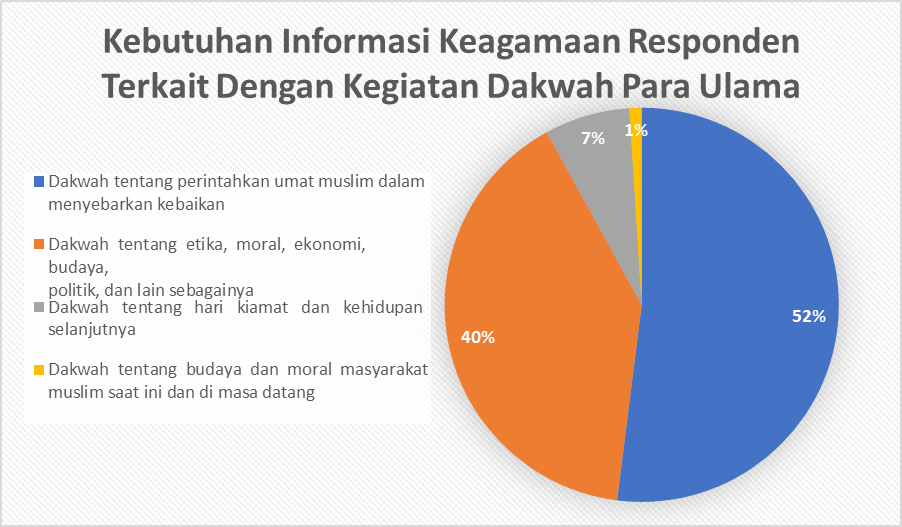 Kebutuhan Informasi Keagamaan Responden
Terkait Dengan Kegiatan Dakwah Para Ulama
Dakwah tentang perintahkan umat muslim dalam
menyebarkan kebaikan
Dakwah tentang etika, moral, ekonomi,
budaya,
politik, dan lain sebagainya
Dakwah tentang hari kiamat dan kehidupan
selanjutnya
Dakwah tentang budaya dan moral masyarakat
muslim saat ini dan di masa datang
1%
7%
52%
40%